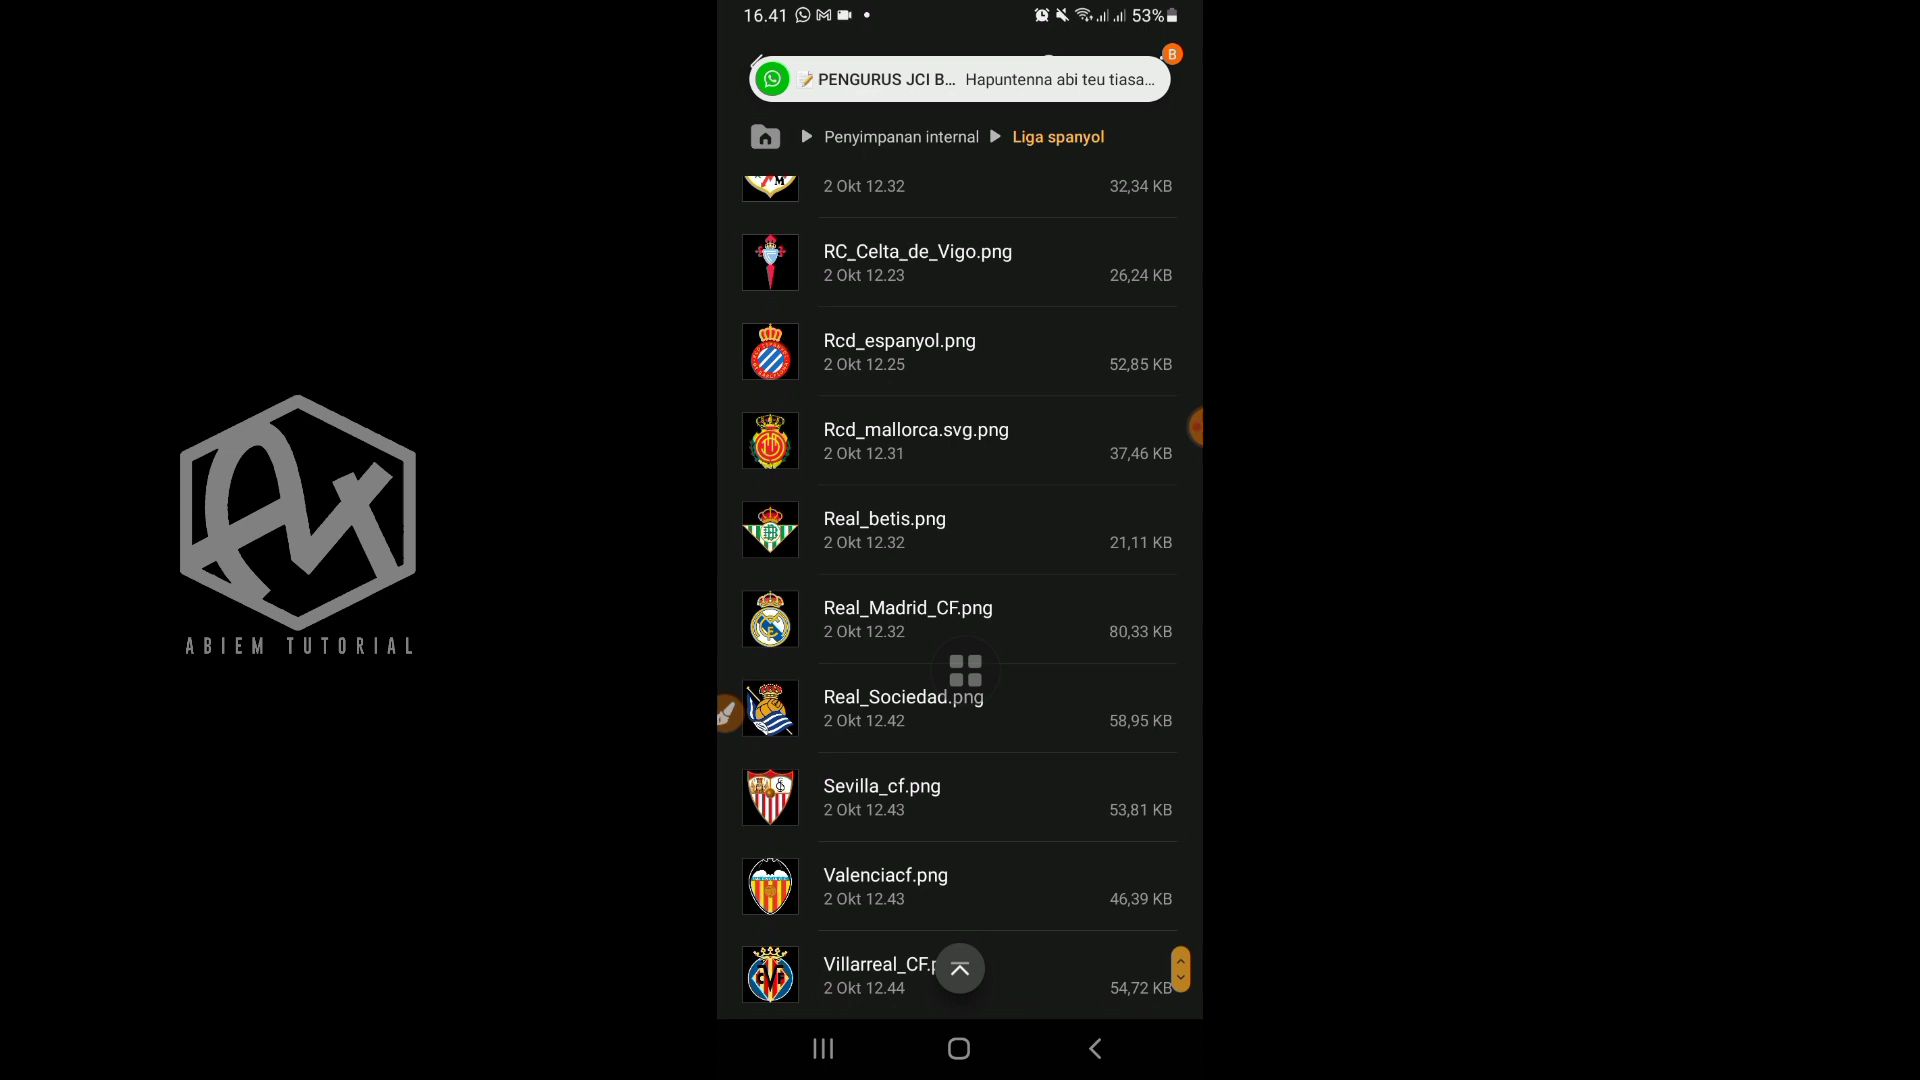 16.41
53%
B
PENGURUS JCI B... Hapuntenna abi teu tiasa...
Penyimpanan internal Liga spanyol
2 Okt 12.32 32,34 KB
RC_Celta_de_Vigo.png
2 Okt 12.23 26,24 KB
Rcd_espanyol.png
2 Okt 12.25 52,85 KB
Rcd_mallorca.svg.png
2 Okt 12.31 37,46 KB
Real_betis.png
2 Okt 12.32 21,11 KB
Real_Madrid_CF.png
2 Okt 12.32 80,33 KB
Real_Sociedad.png
2 Okt 12.42 58,95 KB
Sevilla_cf.png
2 Okt 12.43 53,81 KB
Valenciacf.png
2 Okt 12.43 46,39 KB
Villarreal_CF.p
2 Okt 12.44 54,72 KB
ABIEM TUTORIAL